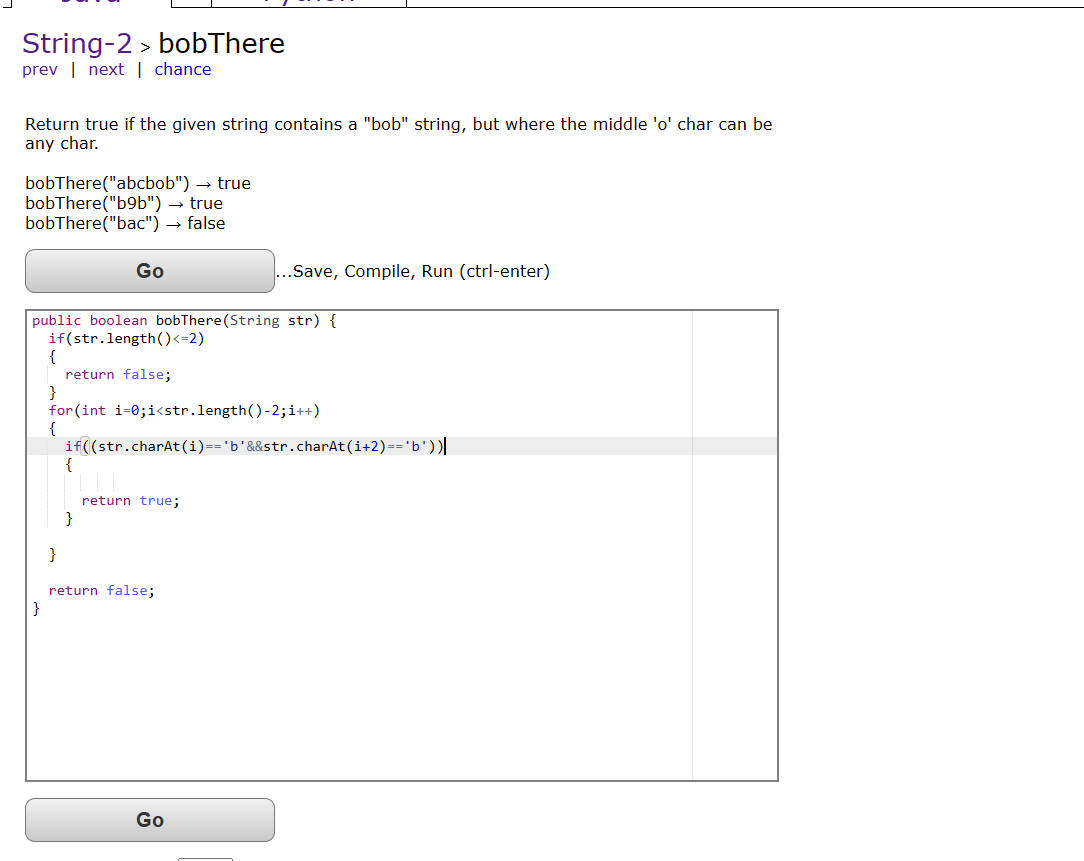 Java Python
String-2 > bobThere
prev | next | chance
Return true if the given string contains a "bob" string, but where the middle 'o' char can be
any char.
bobThere("abcbob") → true
bobThere("b9b") → true
bobThere("bac") → false
Go ...Save, Compile, Run (ctrl-enter)
public boolean bobThere(String str) {
if(str.length()<=2)
{
return false;
}
for(int i=0;i<str.length()-2;i++)
{
if((str.charAt(i)=='b'&&str.charAt(i+2)=='b'))
{
return true;
}
}
return false;
}
Go